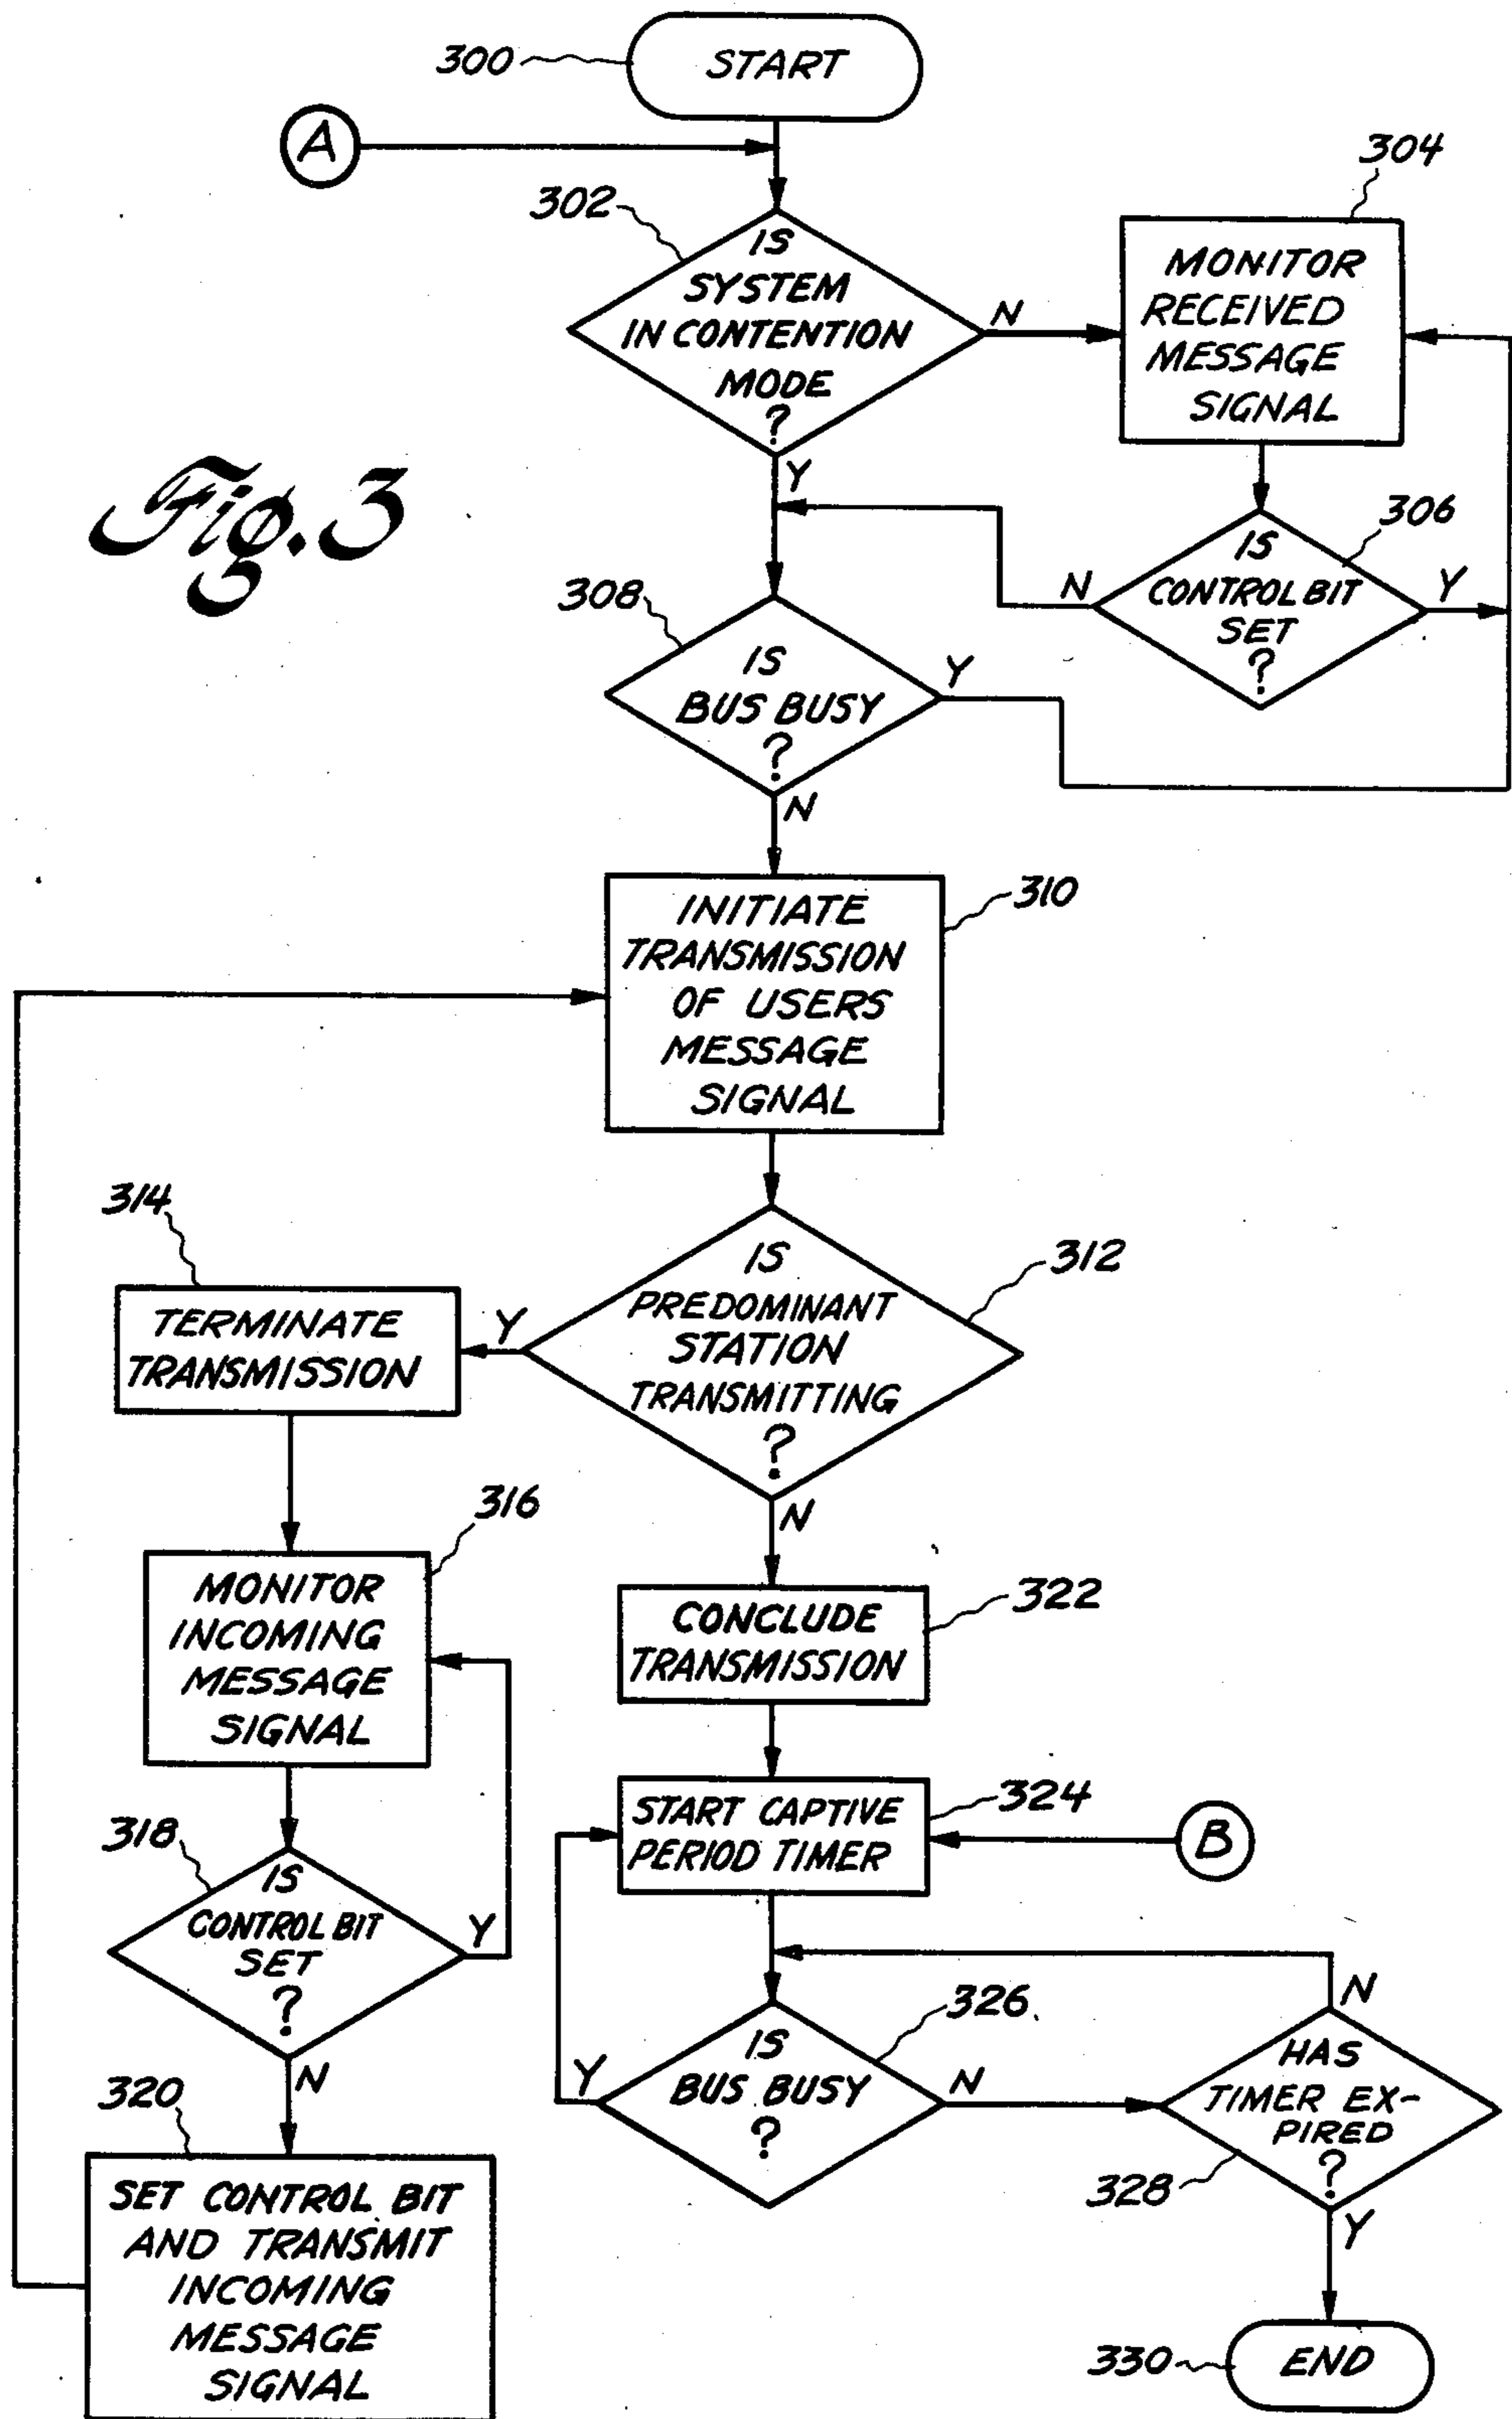 300
START
A
304
302
IS
SYSTEM
IN CONTENTION
MODE
?
N
Y
MONITOR
RECEIVED
MESSAGE
SIGNAL
Fig. 3
306
IS
CONTROL BIT
SET
?
N
Y
308
IS
BUS BUSY
?
Y
N
310
INITIATE
TRANSMISSION
OF USERS
MESSAGE
SIGNAL
314
312
IS
PREDOMINANT
STATION
TRANSMITTING
?
Y
N
TERMINATE
TRANSMISSION
316
MONITOR
INCOMING
MESSAGE
SIGNAL
322
CONCLUDE
TRANSMISSION
324
START CAPTIVE
PERIOD TIMER
B
318
IS
CONTROL BIT
SET
?
Y
N
326
IS
BUS BUSY
?
Y
N
N
HAS
TIMER EX-
PIRED
?
328
Y
320
SET CONTROL BIT
AND TRANSMIT
INCOMING
MESSAGE
SIGNAL
330
END